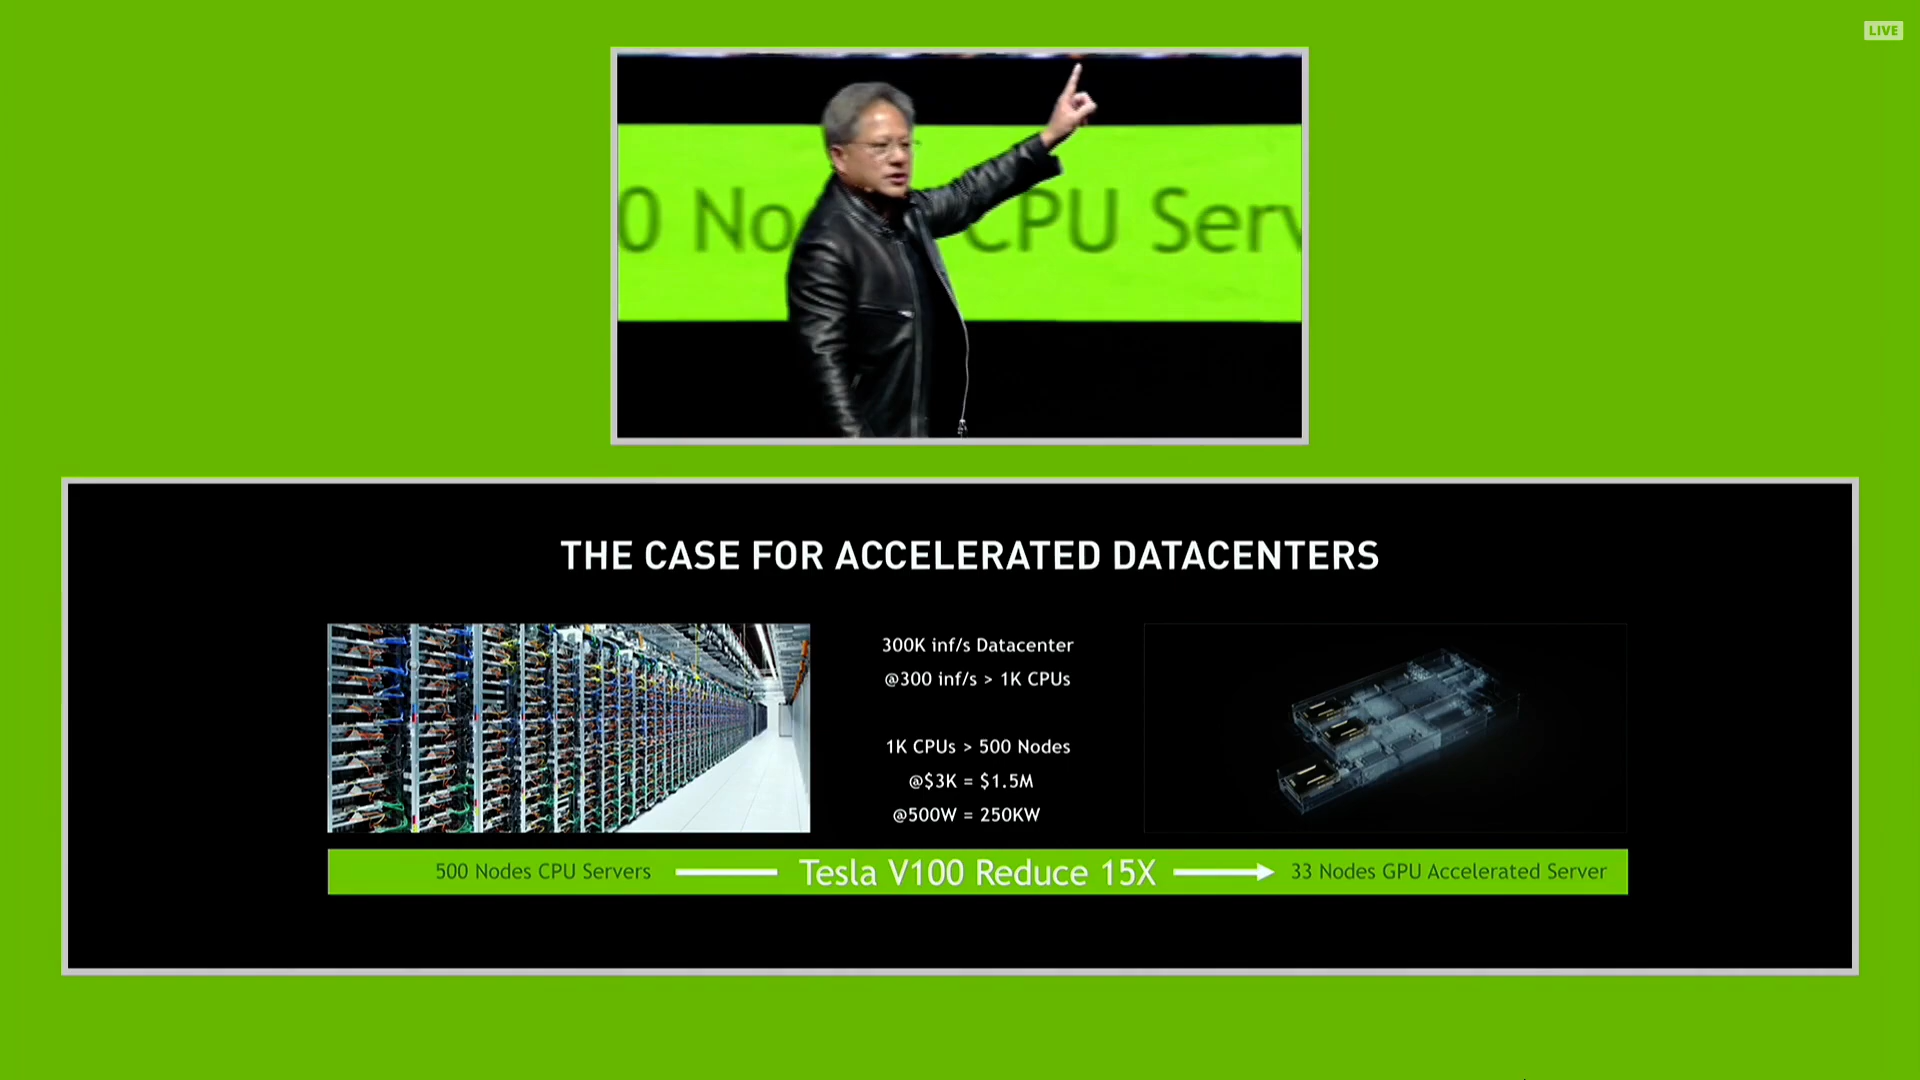 LIVE
0 No CPU Serv
THE CASE FOR ACCELERATED DATACENTERS
300K inf/s Datacenter
@300 inf/s > 1K CPUs
1K CPUs > 500 Nodes
@$3K = $1.5M
@500W = 250KW
500 Nodes CPU Servers
Tesla V100 Reduce 15X
33 Nodes GPU Accelerated Server